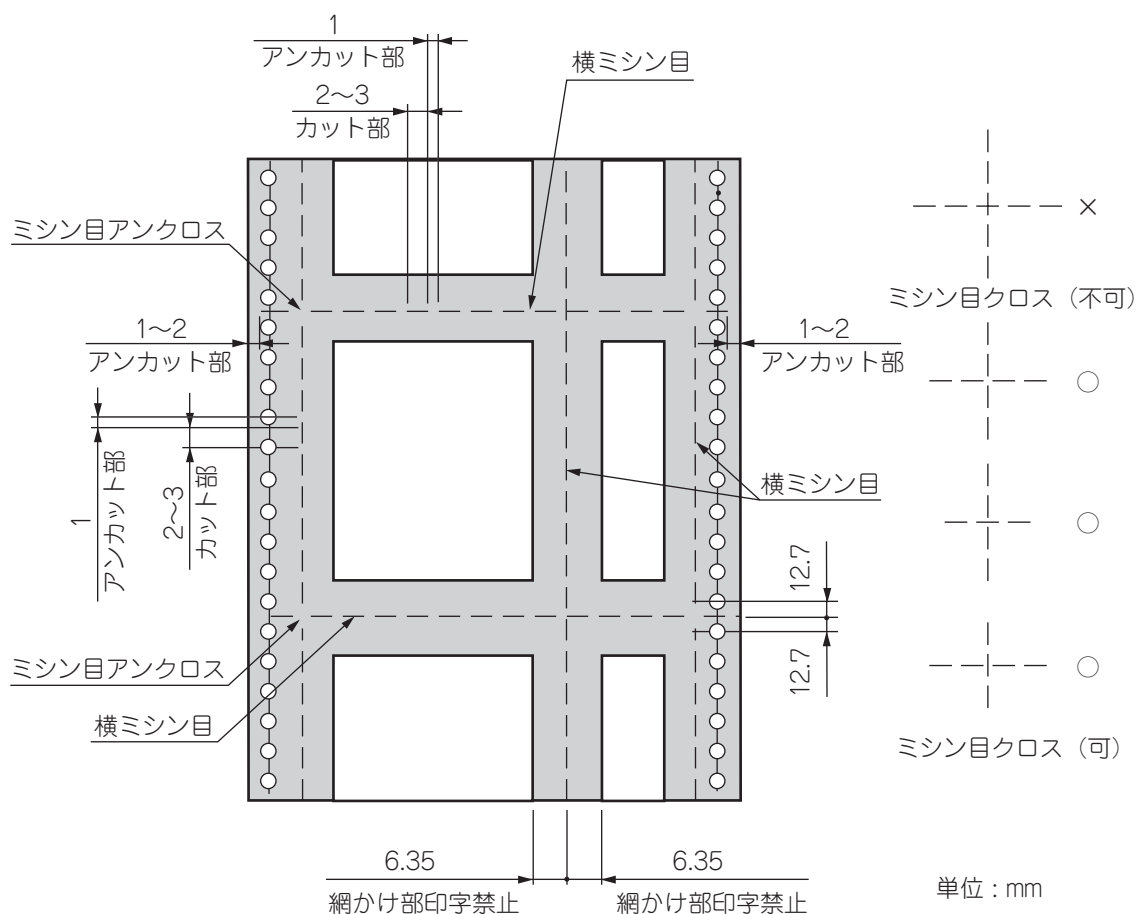 1
アンカット部
2〜3
カット部
横ミシン目
ミシン目アンクロス
×
ミシン目クロス（不可）
1〜2
アンカット部
1〜2
アンカット部
○
1
アンカット部
2〜3
カット部
横ミシン目
○
12.7
12.7
ミシン目アンクロス
横ミシン目
○
ミシン目クロス（可）
6.35
網かけ部印字禁止
6.35
網かけ部印字禁止
単位：mm